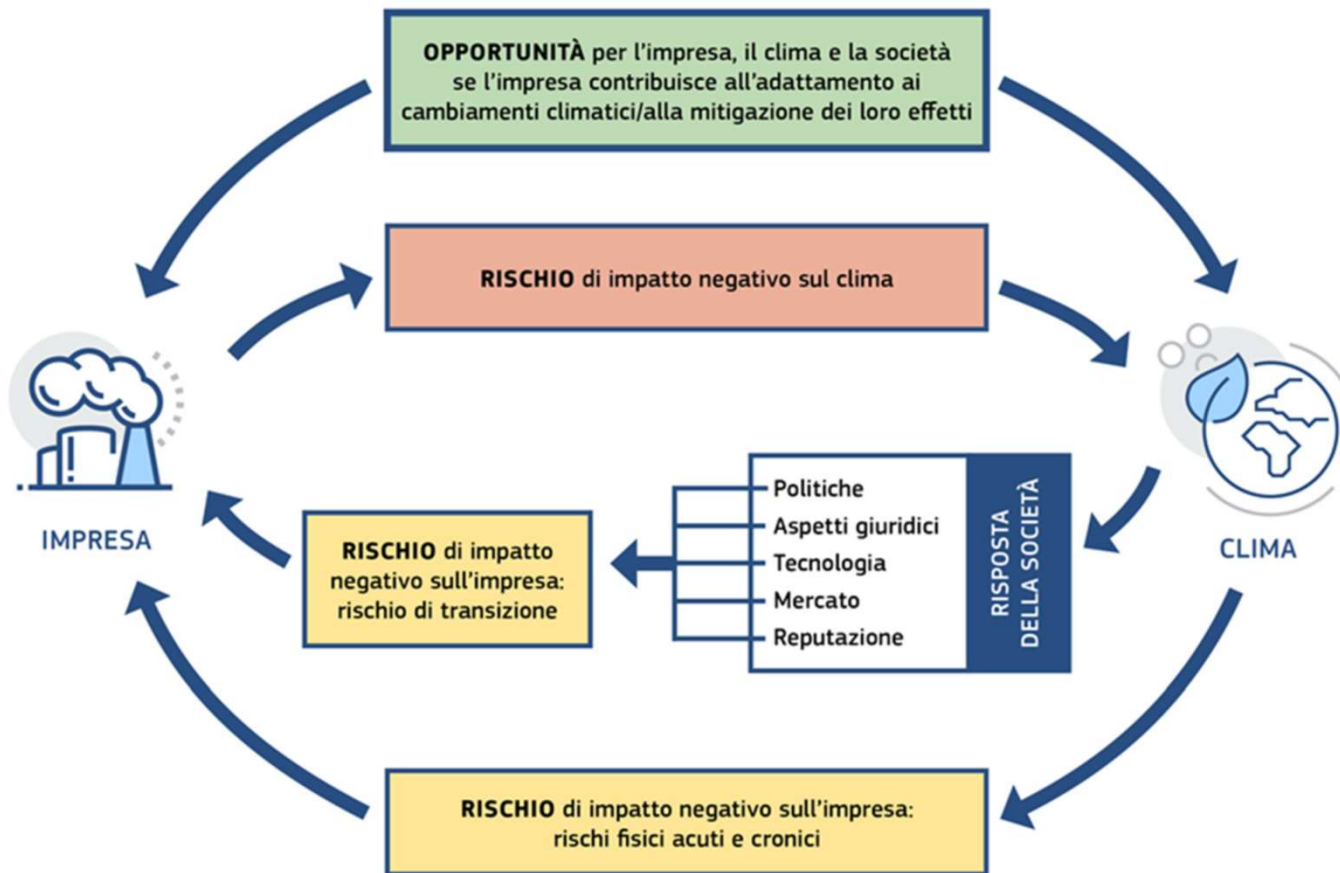 OPPORTUNITÀ per l'impresa, il clima e la società
se l'impresa contribuisce all'adattamento ai
cambiamenti climatici/alla mitigazione dei loro effetti
RISCHIO di impatto negativo sul clima
IMPRESA
RISCHIO di impatto
negativo sull'impresa:
rischio di transizione
Politiche
Aspetti giuridici
Tecnologia
Mercato
Reputazione
RISPOSTA
DELLA SOCIETÀ
CLIMA
RISCHIO di impatto negativo sull'impresa:
rischi fisici acuti e cronici